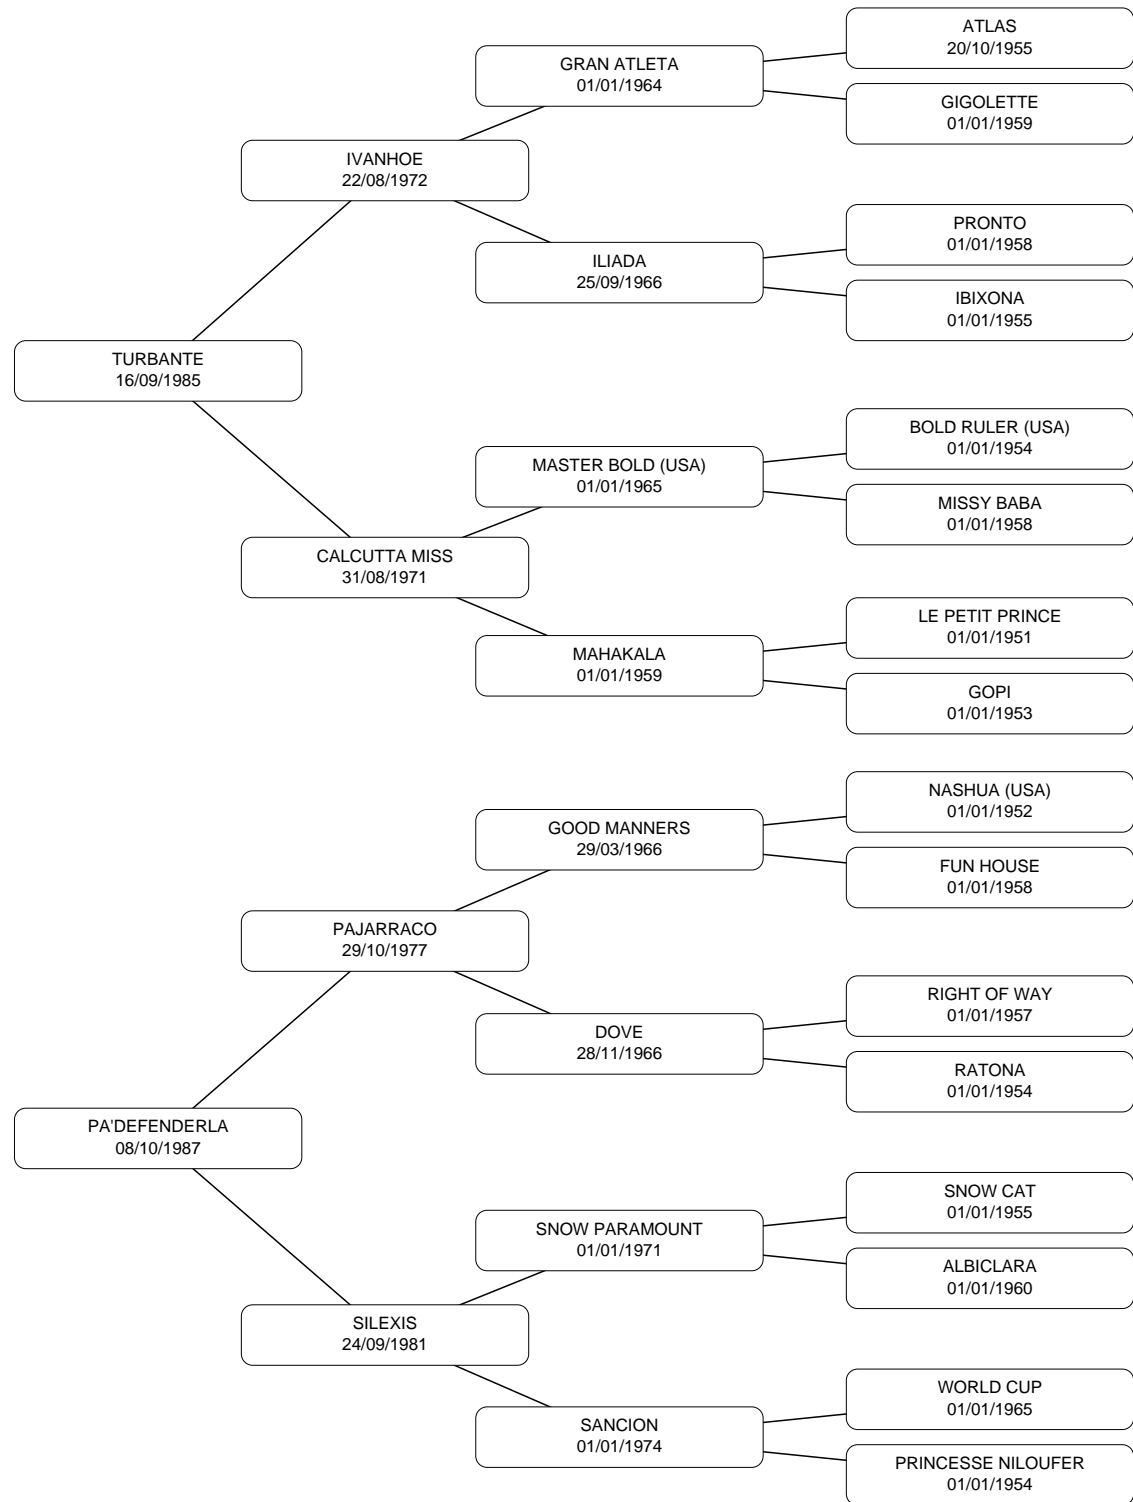 ATLAS
20/10/1955
GRAN ATLETA
01/01/1964
GIGOLETTE
01/01/1959
IVANHOE
22/08/1972
PRONTO
01/01/1958
ILIADA
25/09/1966
IBIXONA
01/01/1955
TURBANTE
16/09/1985
BOLD RULER (USA)
01/01/1954
MASTER BOLD (USA)
01/01/1965
MISSY BABA
01/01/1958
CALCUTTA MISS
31/08/1971
LE PETIT PRINCE
01/01/1951
MAHAKALA
01/01/1959
GOPI
01/01/1953
NASHUA (USA)
01/01/1952
GOOD MANNERS
29/03/1966
FUN HOUSE
01/01/1958
PAJARRACO
29/10/1977
RIGHT OF WAY
01/01/1957
DOVE
28/11/1966
RATONA
01/01/1954
PA'DEFENDERLA
08/10/1987
SNOW CAT
01/01/1955
SNOW PARAMOUNT
01/01/1971
ALBICLARA
01/01/1960
SILEXIS
24/09/1981
WORLD CUP
01/01/1965
SANCION
01/01/1974
PRINCESSE NILOUFER
01/01/1954